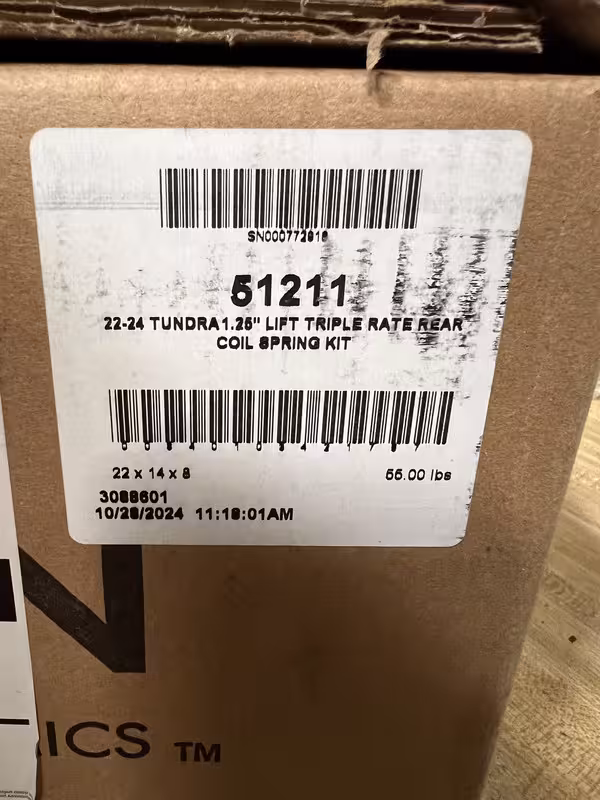 SN000772916
51211
22-24 TUNDRA 1.25" LIFT TRIPLE RATE REAR
COIL SPRING KIT
22 x 14 x 8
55.00 lbs
3088601
10/28/2024 11:18:01AM
N
ICS TM